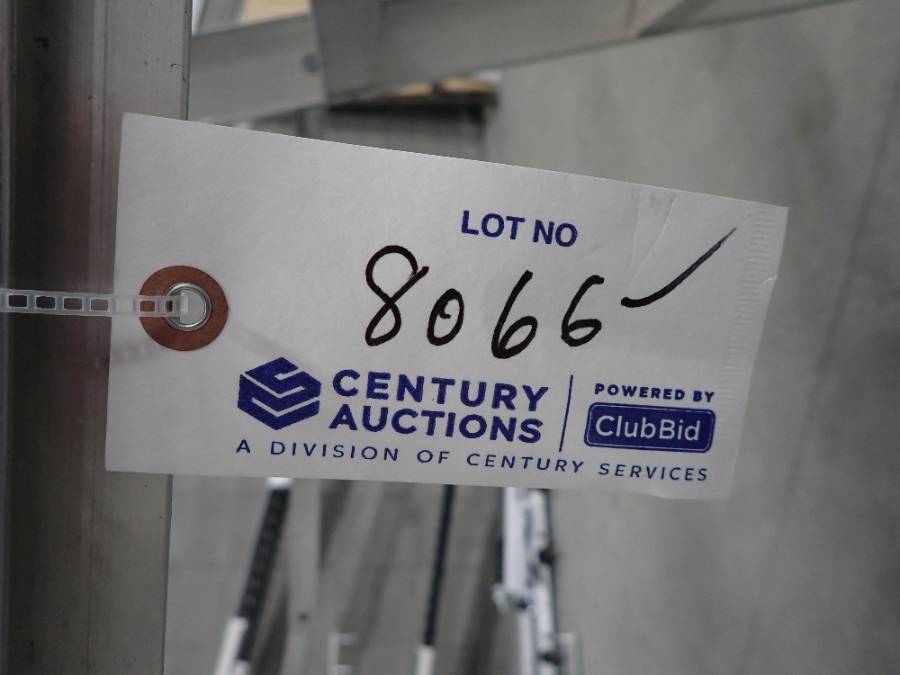 LOT NO
8066
CENTURY
AUCTIONS
A DIVISION OF CENTURY SERVICES
POWERED BY
ClubBid